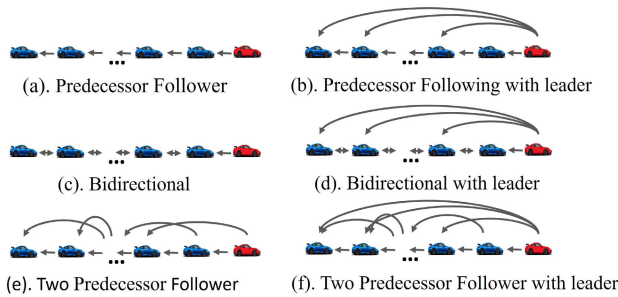 (a). Predecessor Follower
(b). Predecessor Following with leader
(c). Bidirectional
(d). Bidirectional with leader
(e). Two Predecessor Follower
(f). Two Predecessor Follower with leader